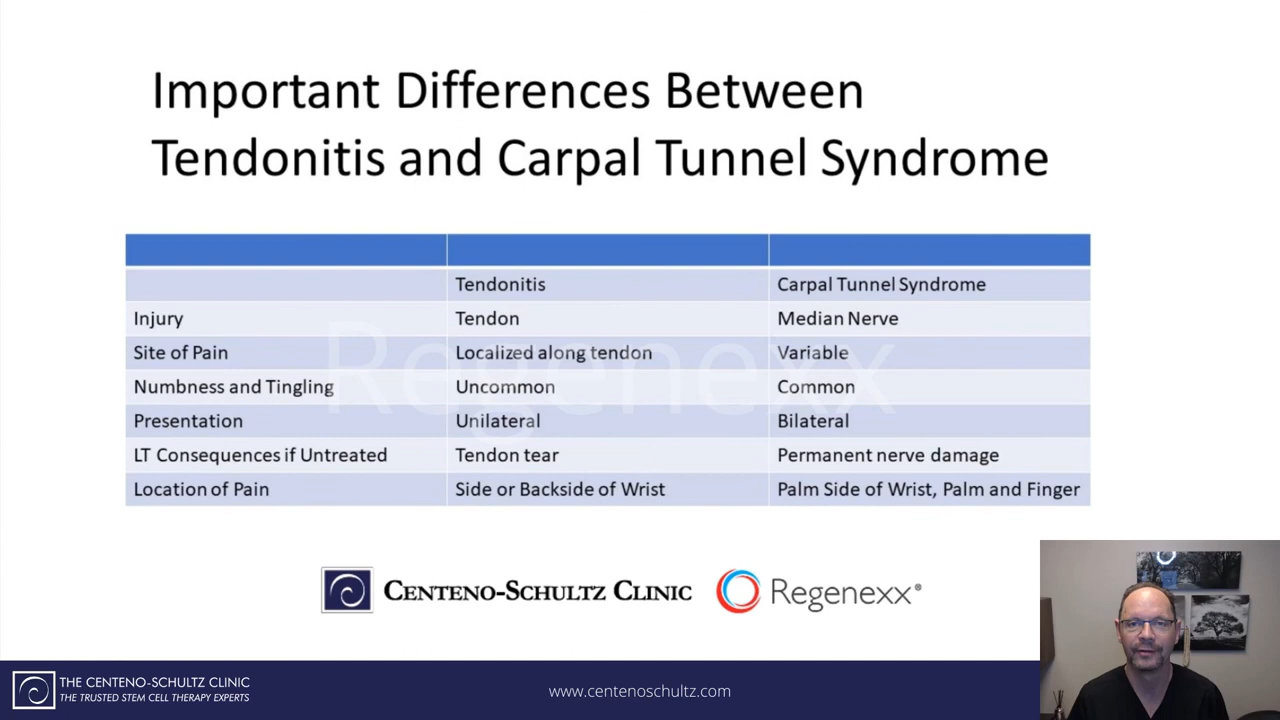 Important Differences Between
Tendonitis and Carpal Tunnel Syndrome
Tendonitis Carpal Tunnel Syndrome
Injury Tendon Median Nerve
Site of Pain Localized along tendon Variable
Numbness and Tingling Uncommon Common
Presentation Unilateral Bilateral
LT Consequences if Untreated Tendon tear Permanent nerve damage
Location of Pain Side or Backside of Wrist Palm Side of Wrist, Palm and Finger
Regenexx
CENTENO-SCHULTZ CLINIC Regenexx®
THE CENTENO-SCHULTZ CLINIC
THE TRUSTED STEM CELL THERAPY EXPERTS
www.centenoschultz.com